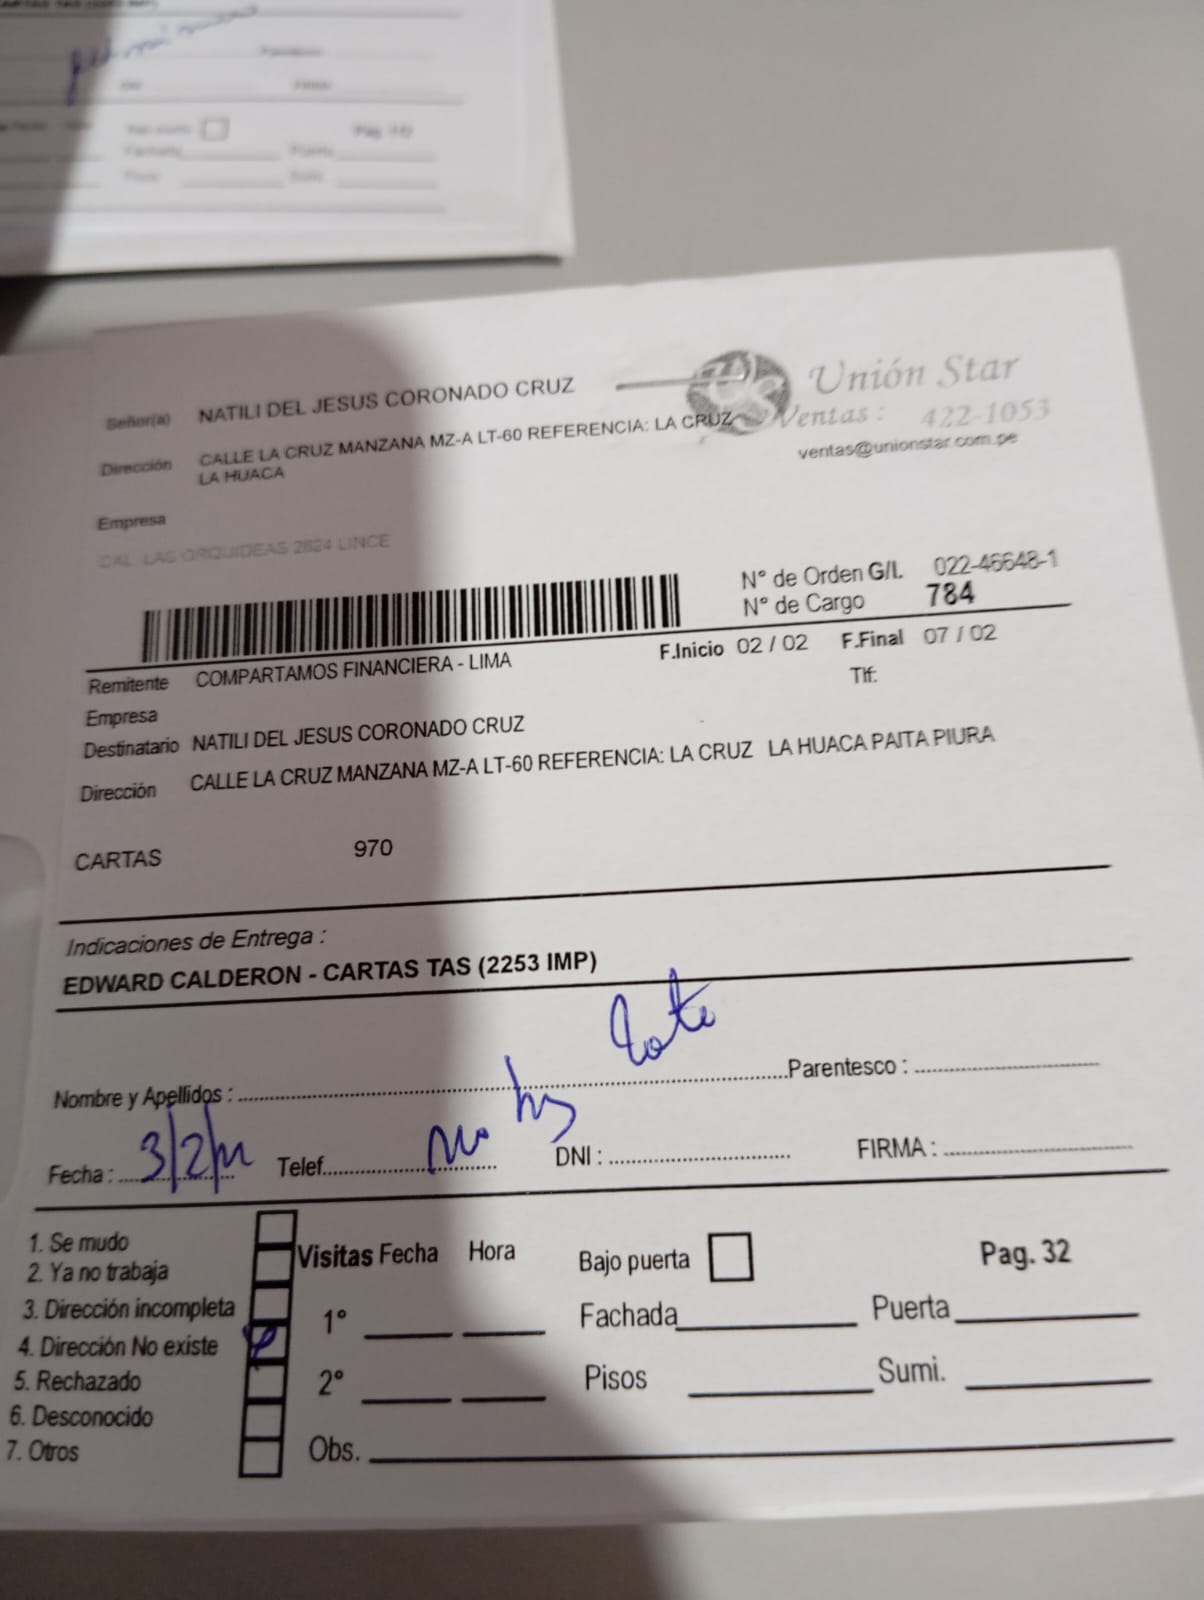 Señor(a) NATILI DEL JESUS CORONADO CRUZ
Unión Star
Ventas: 422-1053
ventas@unionstar.com.pe
Dirección CALLE LA CRUZ MANZANA MZ-A LT-60 REFERENCIA: LA CRUZ
LA HUACA
Empresa
CAL. LAS ORQUIDEAS 2624 LINCE
N° de Orden G/I. 022-46648-1
N° de Cargo 784
F.Inicio 02 / 02 F.Final 07 / 02
Remitente COMPARTAMOS FINANCIERA - LIMA
Tlf:
Empresa
Destinatario NATILI DEL JESUS CORONADO CRUZ
Dirección CALLE LA CRUZ MANZANA MZ-A LT-60 REFERENCIA: LA CRUZ LA HUACA PAITA PIURA
CARTAS 970
Indicaciones de Entrega :
EDWARD CALDERON - CARTAS TAS (2253 IMP)
No hay Lote
Nombre y Apellidos : Parentesco :
Fecha : 3/2/ Telef. DNI : FIRMA :
1. Se mudo
2. Ya no trabaja
3. Dirección incompleta
4. Dirección No existe
5. Rechazado
6. Desconocido
7. Otros
Visitas Fecha Hora Bajo puerta Pag. 32
1° Fachada Puerta
2° Pisos Sumi.
Obs.